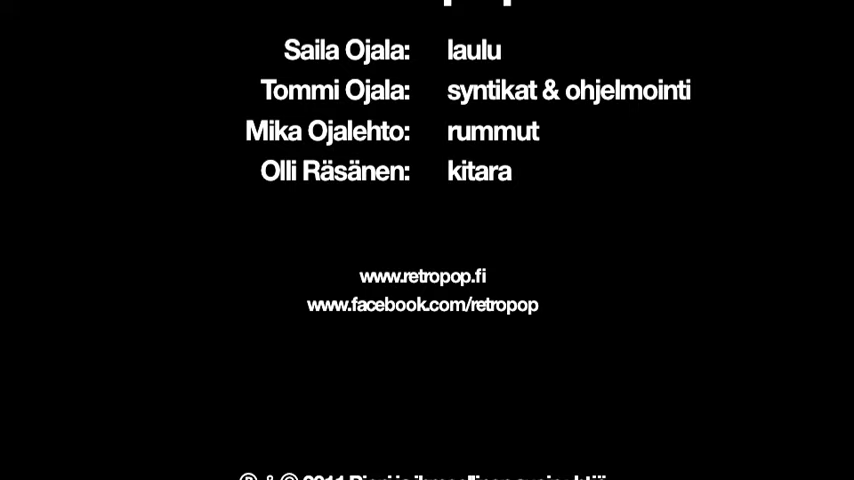 Saila Ojala: laulu
Tommi Ojala: syntikat & ohjelmointi
Mika Ojalehto: rummut
Olli Räsänen: kitara
www.retropop.fi
www.facebook.com/retropop
℗ & © 2011